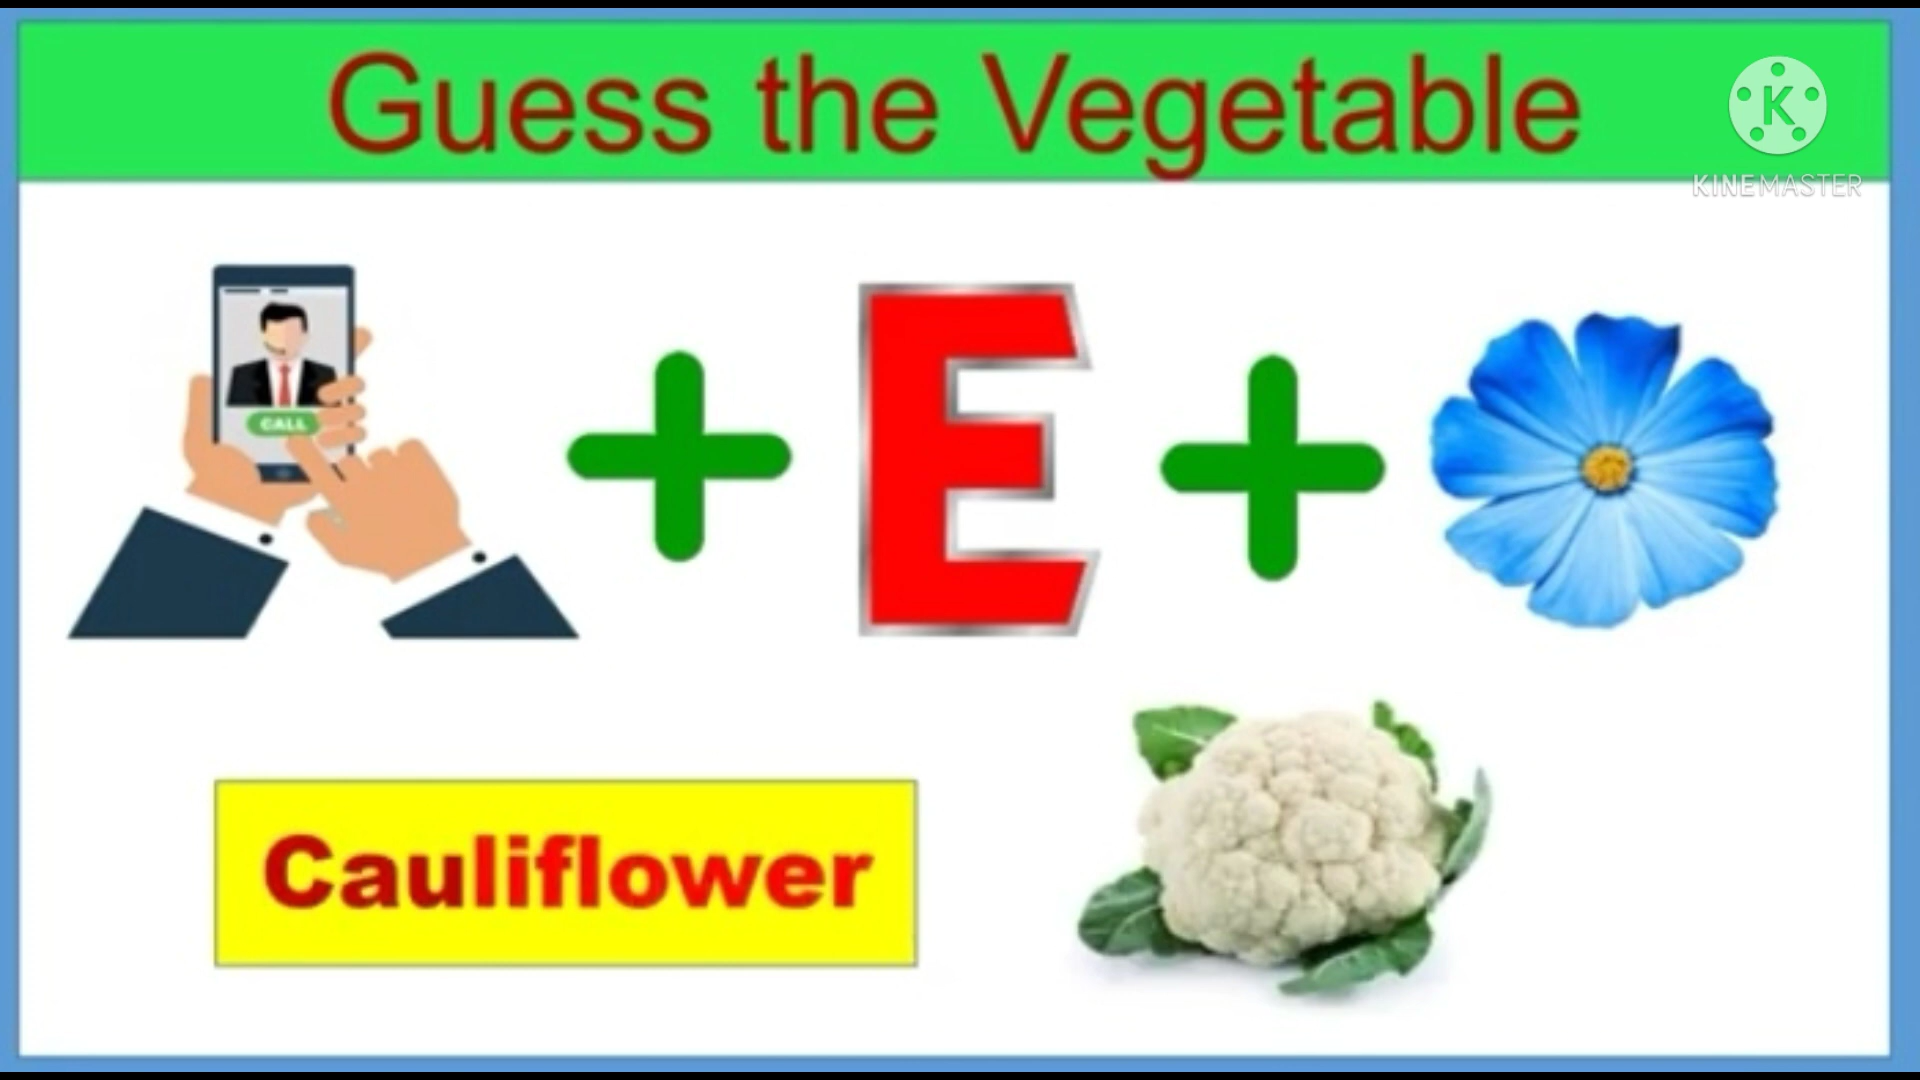 Guess the Vegetable
K
KINEMASTER
CALL
E
Cauliflower